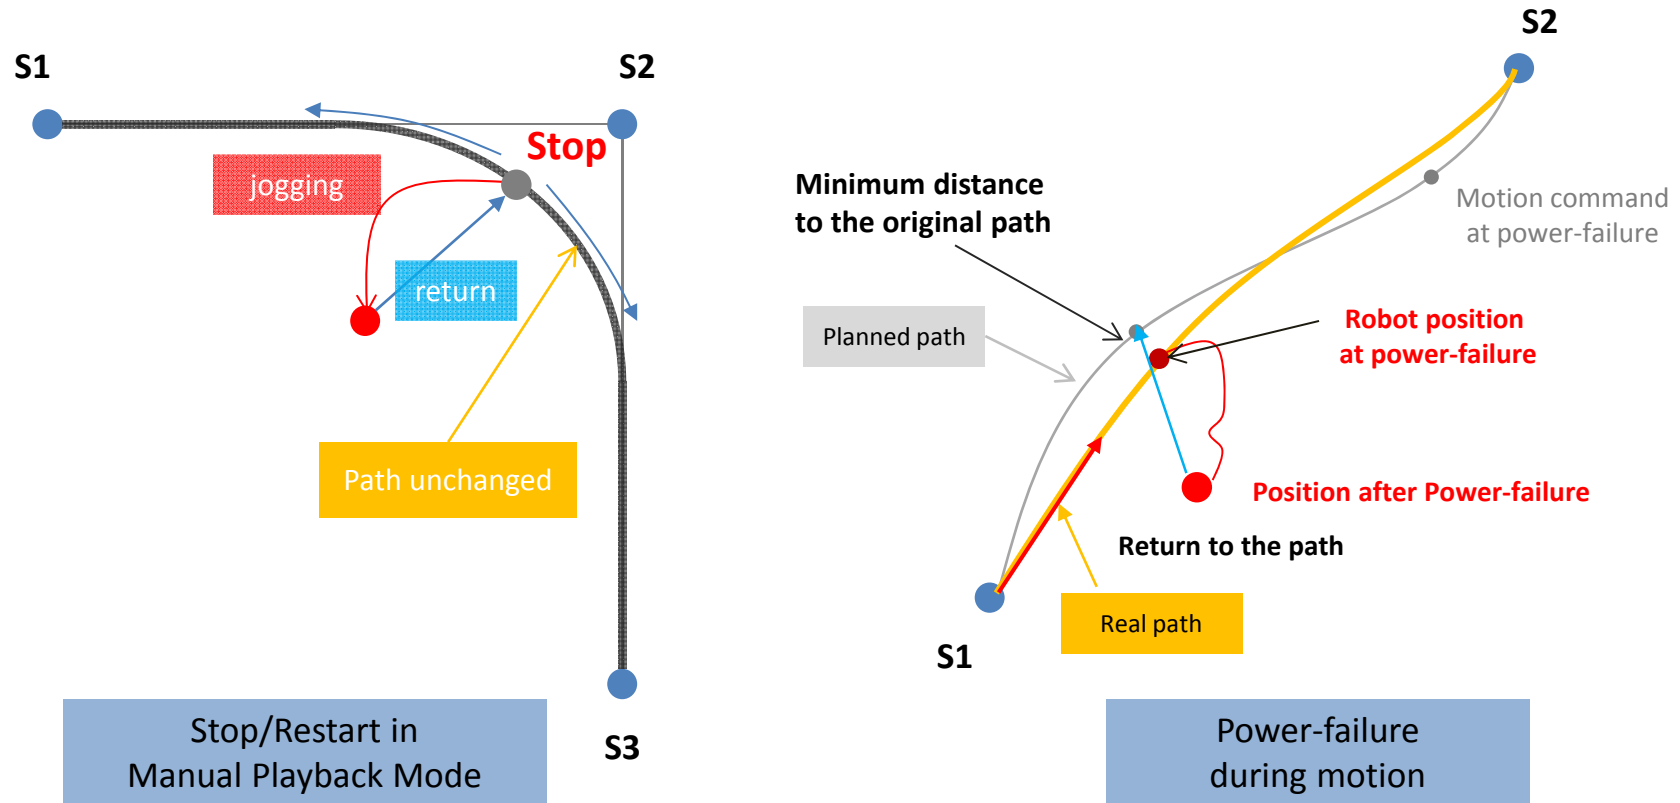 S1
S2
Stop
jogging
return
Path unchanged
S3
Stop/Restart in
Manual Playback Mode
S2
Minimum distance
to the original path
Motion command
at power-failure
Planned path
Robot position
at power-failure
Position after Power-failure
Return to the path
Real path
S1
Power-failure
during motion